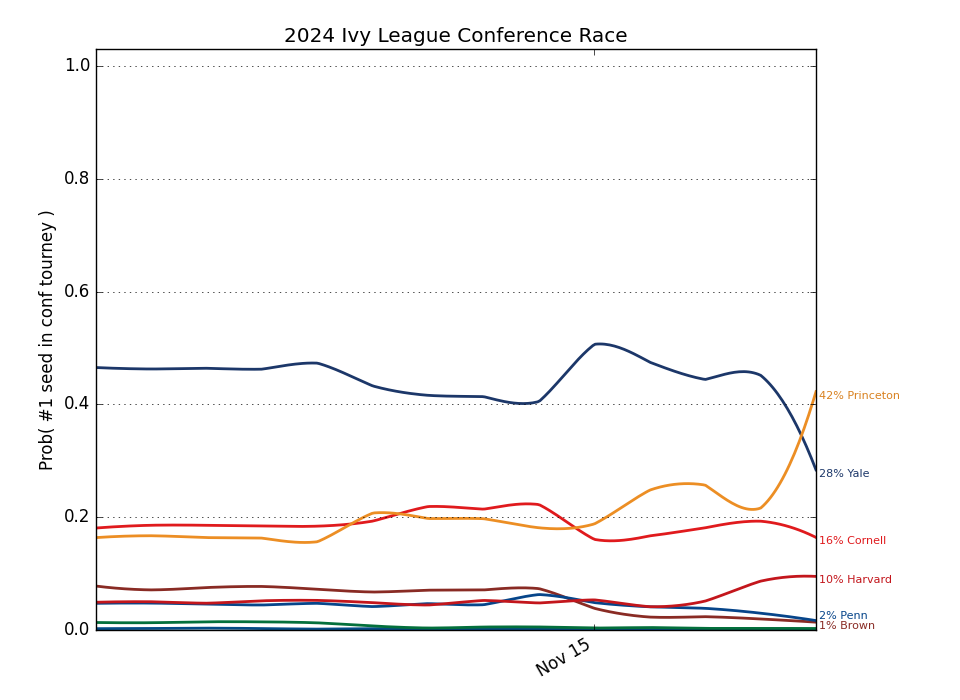 2024 Ivy League Conference Race
1.0
0.8
0.6
0.4
0.2
0.0
Prob( #1 seed in conf tourney )
42% Princeton
28% Yale
16% Cornell
10% Harvard
2% Penn
1% Brown
Nov 15